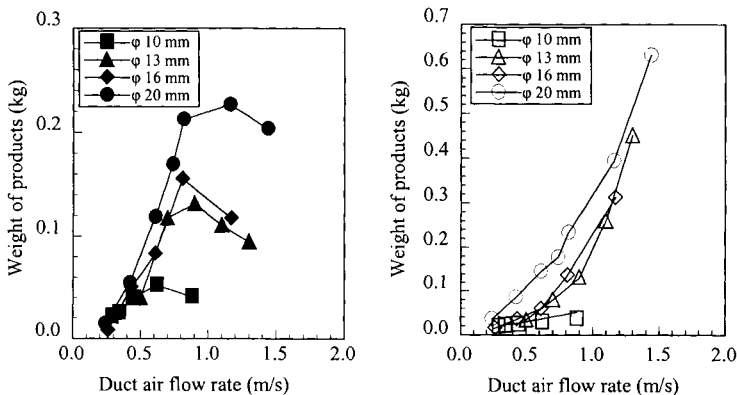 0.3
0.2
0.1
0.0
Weight of products (kg)
φ 10 mm
φ 13 mm
φ 16 mm
φ 20 mm
0.0 0.5 1.0 1.5 2.0
Duct air flow rate (m/s)
0.7
0.6
0.5
0.4
0.3
0.2
0.1
0.0
Weight of products (kg)
φ 10 mm
φ 13 mm
φ 16 mm
φ 20 mm
0.0 0.5 1.0 1.5 2.0
Duct air flow rate (m/s)